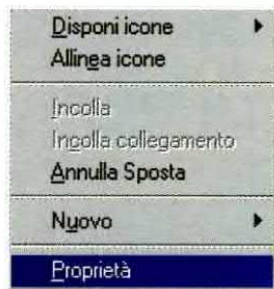 Disponi icone
Allinea icone
Incolla
Incolla collegamento
Annulla Sposta
Nuovo
Proprietà